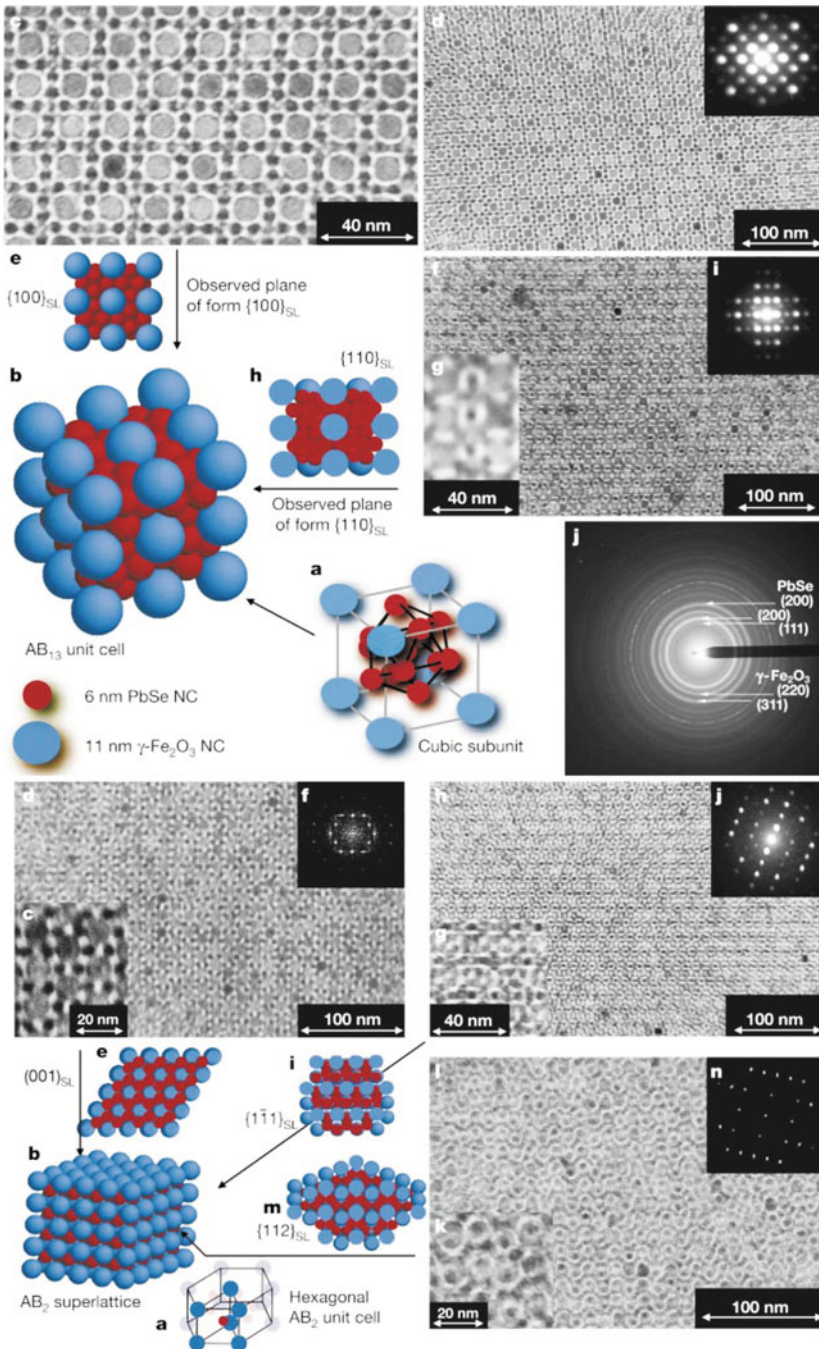 c
40 nm
d
100 nm
e
{100}SL
Observed plane
of form {100}SL
b
h
{110}SL
Observed plane
of form {110}SL
f
i
g
40 nm
100 nm
AB13 unit cell
a
Cubic subunit
6 nm PbSe NC
11 nm γ-Fe2O3 NC
j
PbSe
(200)
(200)
(111)
γ-Fe2O3
(220)
(311)
d
f
c
20 nm
100 nm
h
j
g
40 nm
100 nm
(001)SL
e
i
{11̅1}SL
b
m
{112}SL
AB2 superlattice
a
Hexagonal
AB2 unit cell
l
n
k
20 nm
100 nm